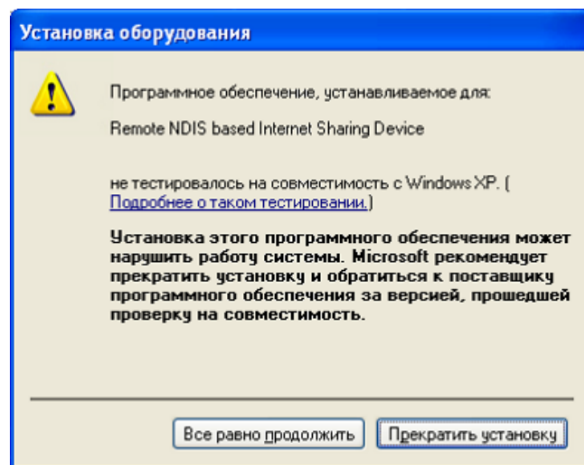 Установка оборудования
Программное обеспечение, устанавливаемое для:
Remote NDIS based Internet Sharing Device
не тестировалось на совместимость с Windows XP. (
Подробнее о таком тестировании.)
Установка этого программного обеспечения может
нарушить работу системы. Microsoft рекомендует
прекратить установку и обратиться к поставщику
программного обеспечения за версией, прошедшей
проверку на совместимость.
Все равно продолжить
Прекратить установку